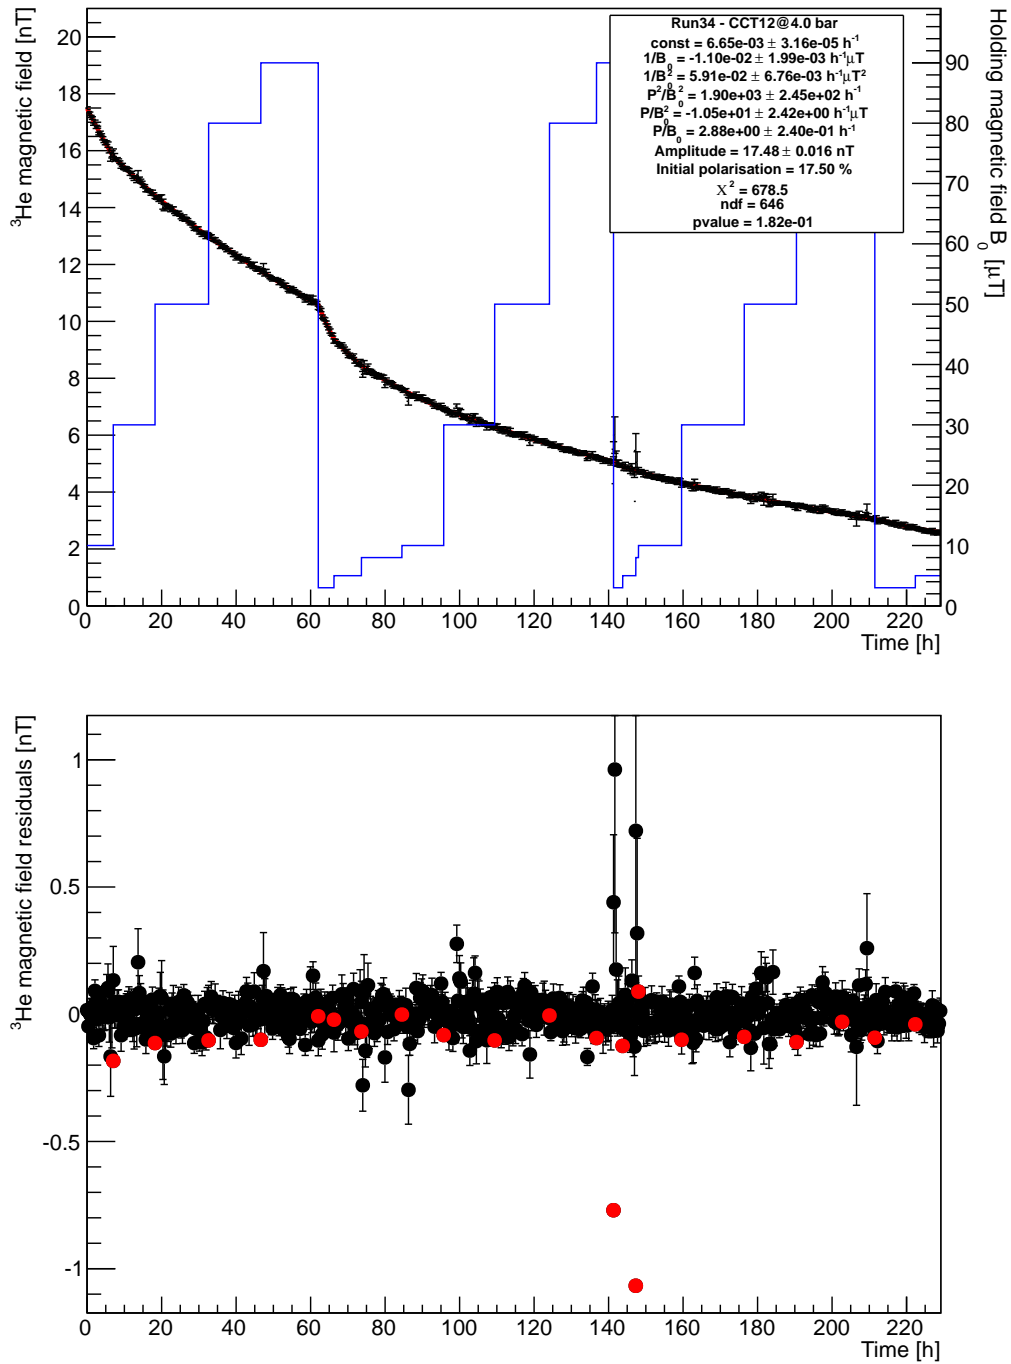 ³He magnetic field [nT]
20
18
16
14
12
10
8
6
4
2
0
Run34 - CCT12@4.0 bar
const = 6.65e-03 ± 3.16e-05 h⁻¹
1/B₀ = -1.10e-02 ± 1.99e-03 h⁻¹μT
1/B₀² = 5.91e-02 ± 6.76e-03 h⁻¹μT²
P²/B₀² = 1.90e+03 ± 2.45e+02 h⁻¹
P/B₀² = -1.05e+01 ± 2.42e+00 h⁻¹μT
P/B₀ = 2.88e+00 ± 2.40e-01 h⁻¹
Amplitude = 17.48 ± 0.016 nT
Initial polarisation = 17.50 %
Χ² = 678.5
ndf = 646
pvalue = 1.82e-01
Holding magnetic field B₀ [μT]
90
80
70
60
50
40
30
20
10
0
0 20 40 60 80 100 120 140 160 180 200 220
Time [h]
³He magnetic field residuals [nT]
1
0.5
0
-0.5
-1
0 20 40 60 80 100 120 140 160 180 200 220
Time [h]